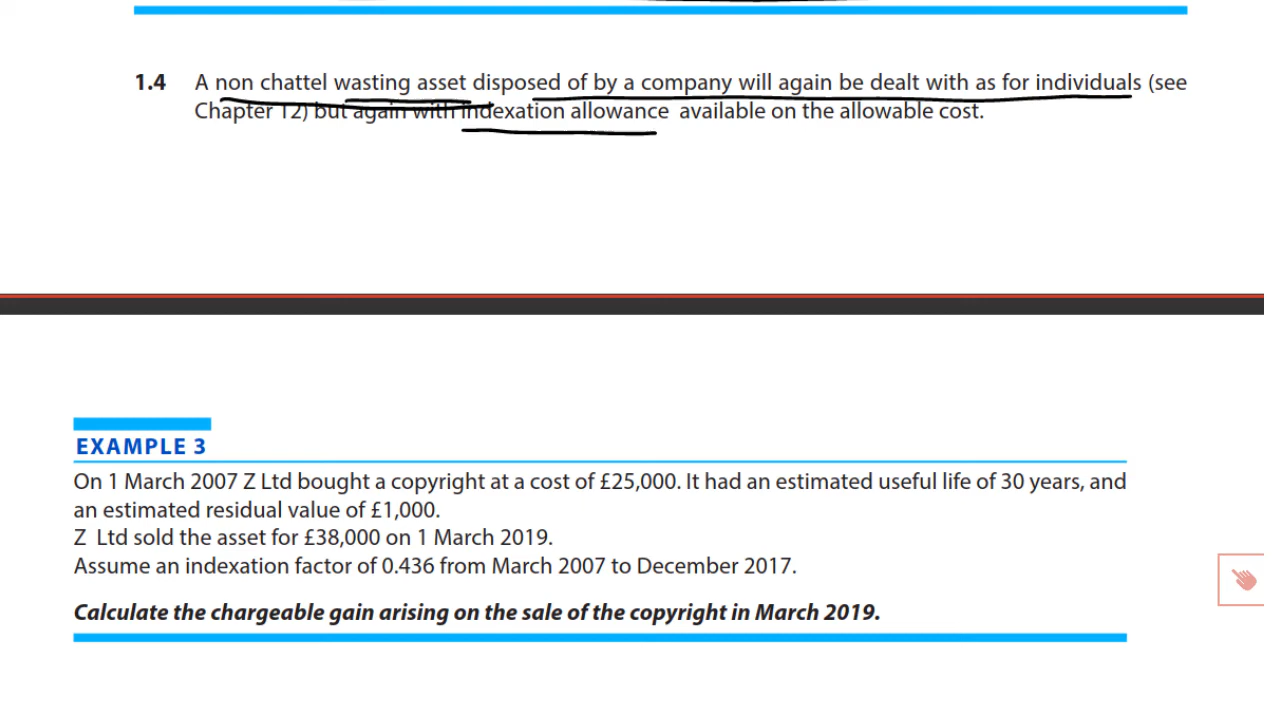 1.4 A non chattel wasting asset disposed of by a company will again be dealt with as for individuals (see
Chapter 12) but again with indexation allowance available on the allowable cost.
EXAMPLE 3
On 1 March 2007 Z Ltd bought a copyright at a cost of £25,000. It had an estimated useful life of 30 years, and
an estimated residual value of £1,000.
Z Ltd sold the asset for £38,000 on 1 March 2019.
Assume an indexation factor of 0.436 from March 2007 to December 2017.
Calculate the chargeable gain arising on the sale of the copyright in March 2019.